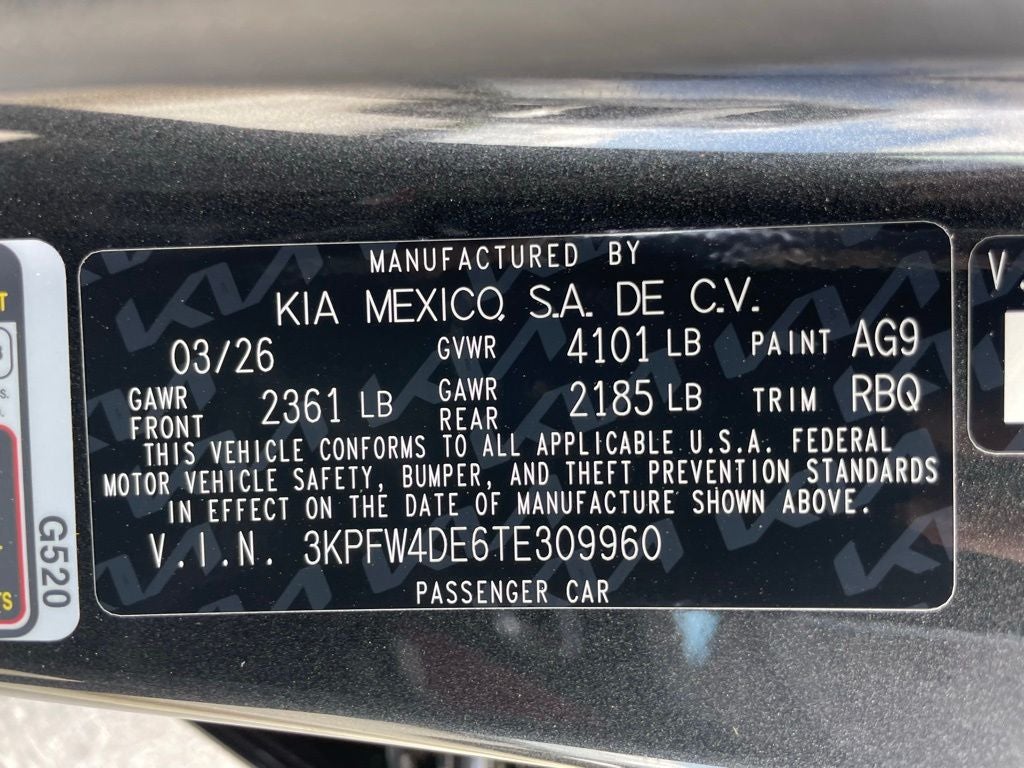 MANUFACTURED BY
KIA MEXICO, S.A. DE C.V.
03/26 GVWR 4101 LB PAINT AG9
GAWR FRONT 2361 LB GAWR REAR 2185 LB TRIM RBQ
THIS VEHICLE CONFORMS TO ALL APPLICABLE U.S.A. FEDERAL
MOTOR VEHICLE SAFETY, BUMPER, AND THEFT PREVENTION STANDARDS
IN EFFECT ON THE DATE OF MANUFACTURE SHOWN ABOVE.
V.I.N. 3KPFW4DE6TE309960
PASSENGER CAR
G520
V.